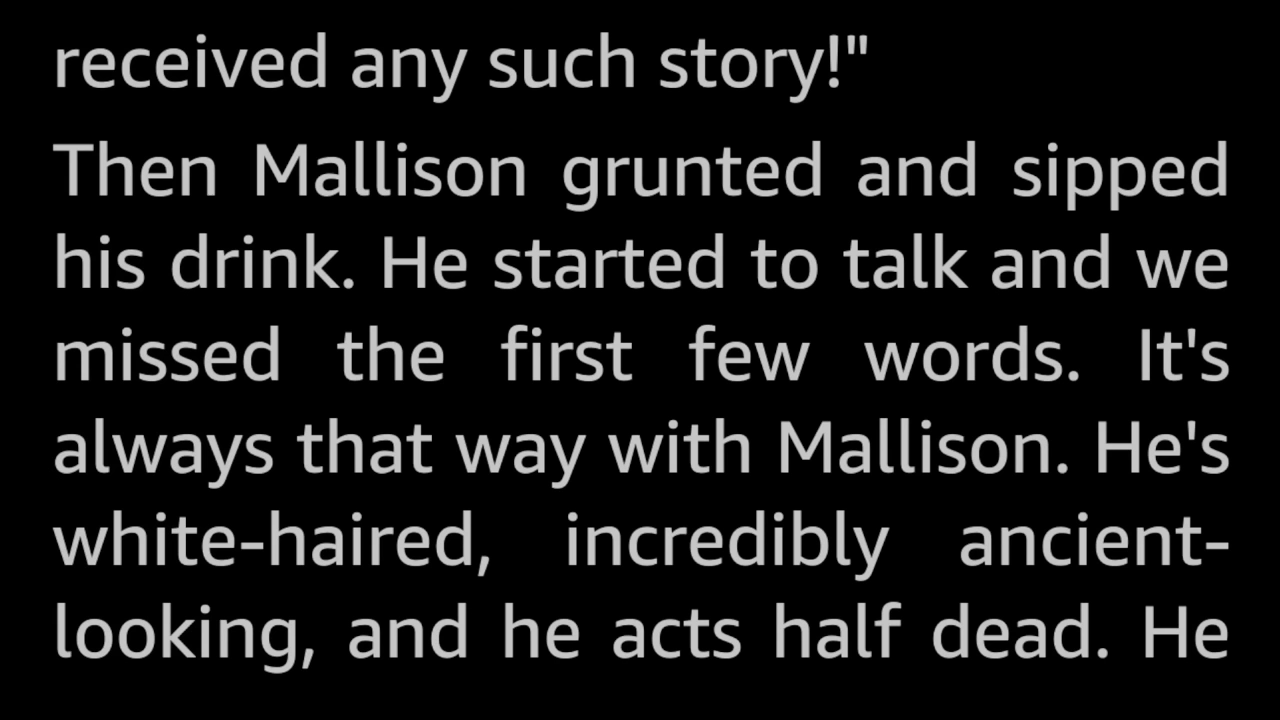 received any such story!"
Then Mallison grunted and sipped
his drink. He started to talk and we
missed the first few words. It's
always that way with Mallison. He's
white-haired, incredibly ancient-
looking, and he acts half dead. He